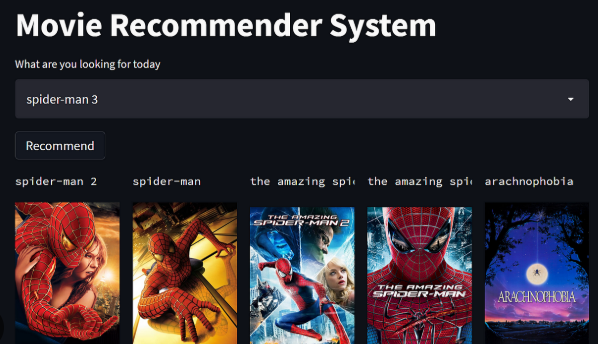 Movie Recommender System
What are you looking for today
spider-man 3
Recommend
spider-man 2
spider-man
the amazing spi
the amazing spi
arachnophobia
THE AMAZING
SPIDER-MAN 2
THE AMAZING
SPIDER-MAN
ARACHNOPHOBIA